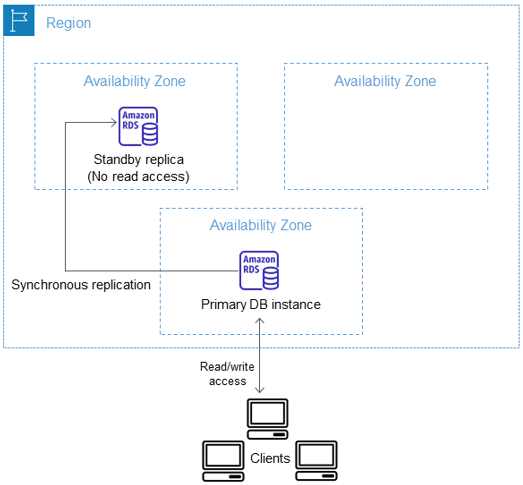 Region
Availability Zone
Availability Zone
Amazon
RDS
Standby replica
(No read access)
Availability Zone
Amazon
RDS
Synchronous replication
Primary DB instance
Read/write
access
Clients